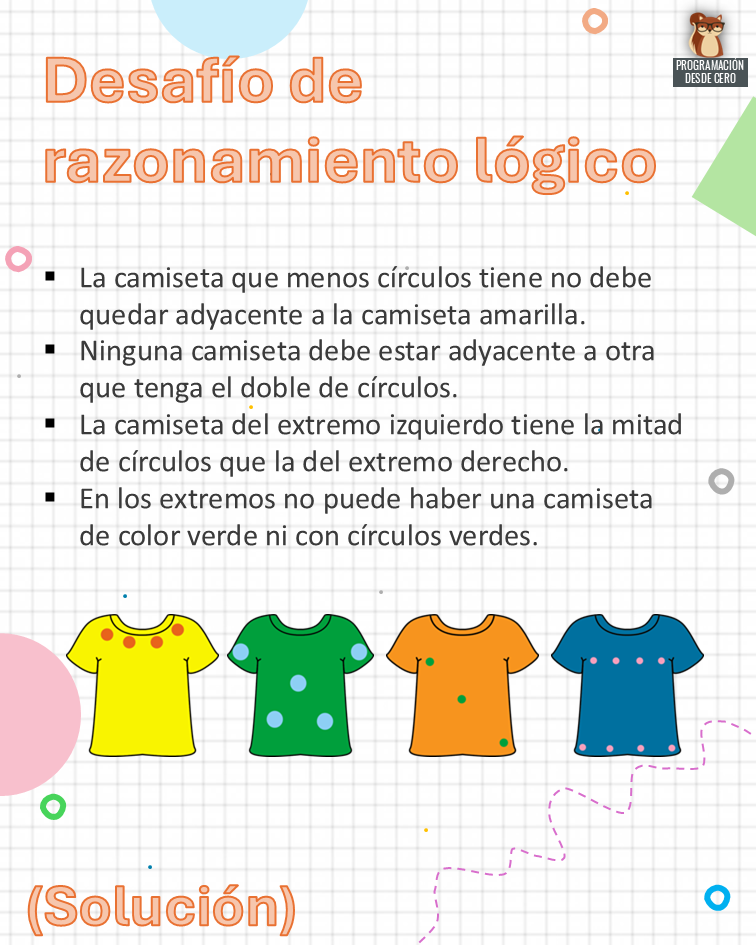 PROGRAMACIÓN
DESDE CERO
Desafío de
razonamiento lógico
▪ La camiseta que menos círculos tiene no debe
quedar adyacente a la camiseta amarilla.
▪ Ninguna camiseta debe estar adyacente a otra
que tenga el doble de círculos.
▪ La camiseta del extremo izquierdo tiene la mitad
de círculos que la del extremo derecho.
▪ En los extremos no puede haber una camiseta
de color verde ni con círculos verdes.
(Solución)